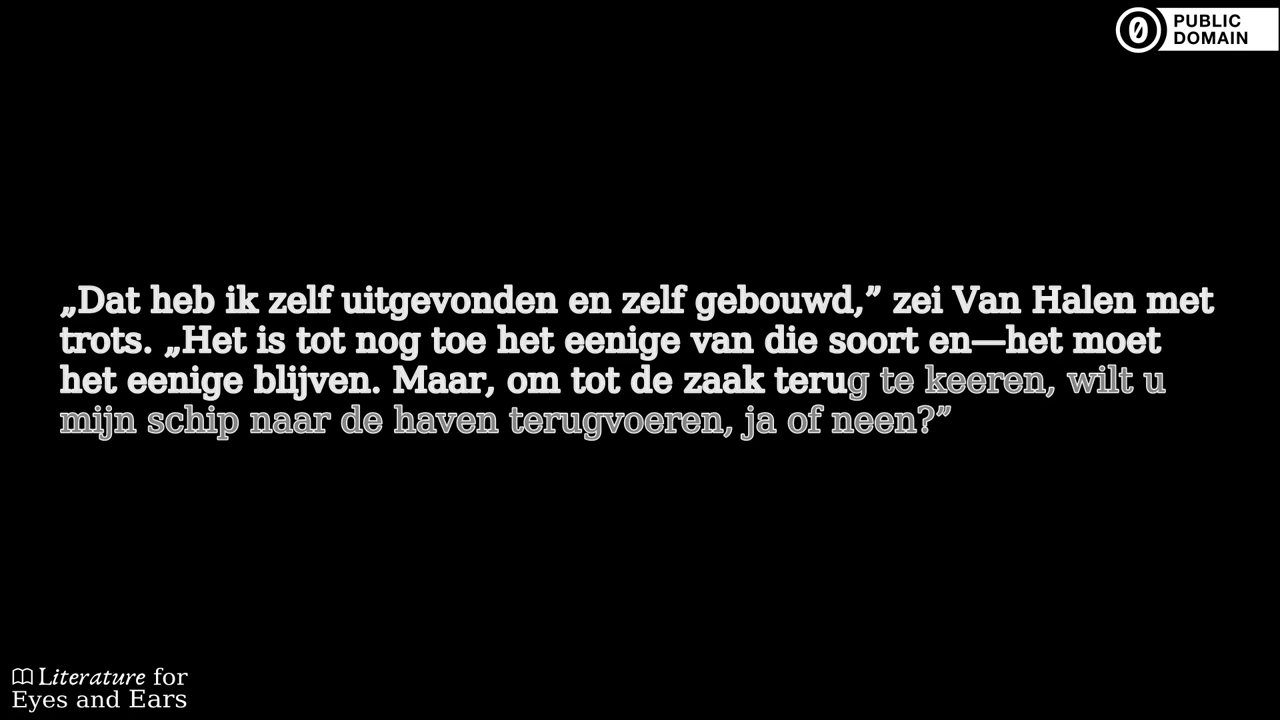 PUBLIC
DOMAIN
„Dat heb ik zelf uitgevonden en zelf gebouwd,” zei Van Halen met
trots. „Het is tot nog toe het eenige van die soort en—het moet
het eenige blijven. Maar, om tot de zaak terug te keeren, wilt u
mijn schip naar de haven terugvoeren, ja of neen?”
Literature for
Eyes and Ears